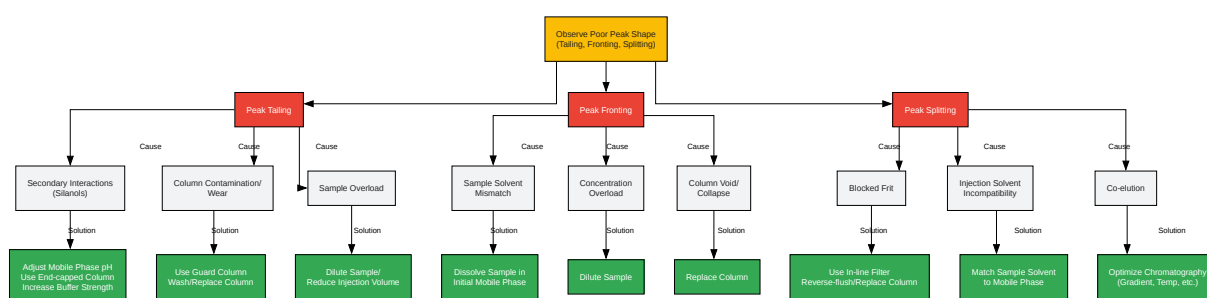 Observe Poor Peak Shape
(Tailing, Fronting, Splitting)
Peak Tailing
Peak Fronting
Peak Splitting
Cause
Cause
Cause
Cause
Cause
Cause
Cause
Cause
Cause
Secondary Interactions
(Silanols)
Column Contamination/
Wear
Sample Overload
Sample Solvent
Mismatch
Concentration
Overload
Column Void/
Collapse
Blocked Frit
Injection Solvent
Incompatibility
Co-elution
Solution
Solution
Solution
Solution
Solution
Solution
Solution
Solution
Solution
Adjust Mobile Phase pH
Use End-capped Column
Increase Buffer Strength
Use Guard Column
Wash/Replace Column
Dilute Sample/
Reduce Injection Volume
Dissolve Sample in
Initial Mobile Phase
Dilute Sample
Replace Column
Use In-line Filter
Reverse-flush/Replace Column
Match Sample Solvent
to Mobile Phase
Optimize Chromatography
(Gradient, Temp, etc.)